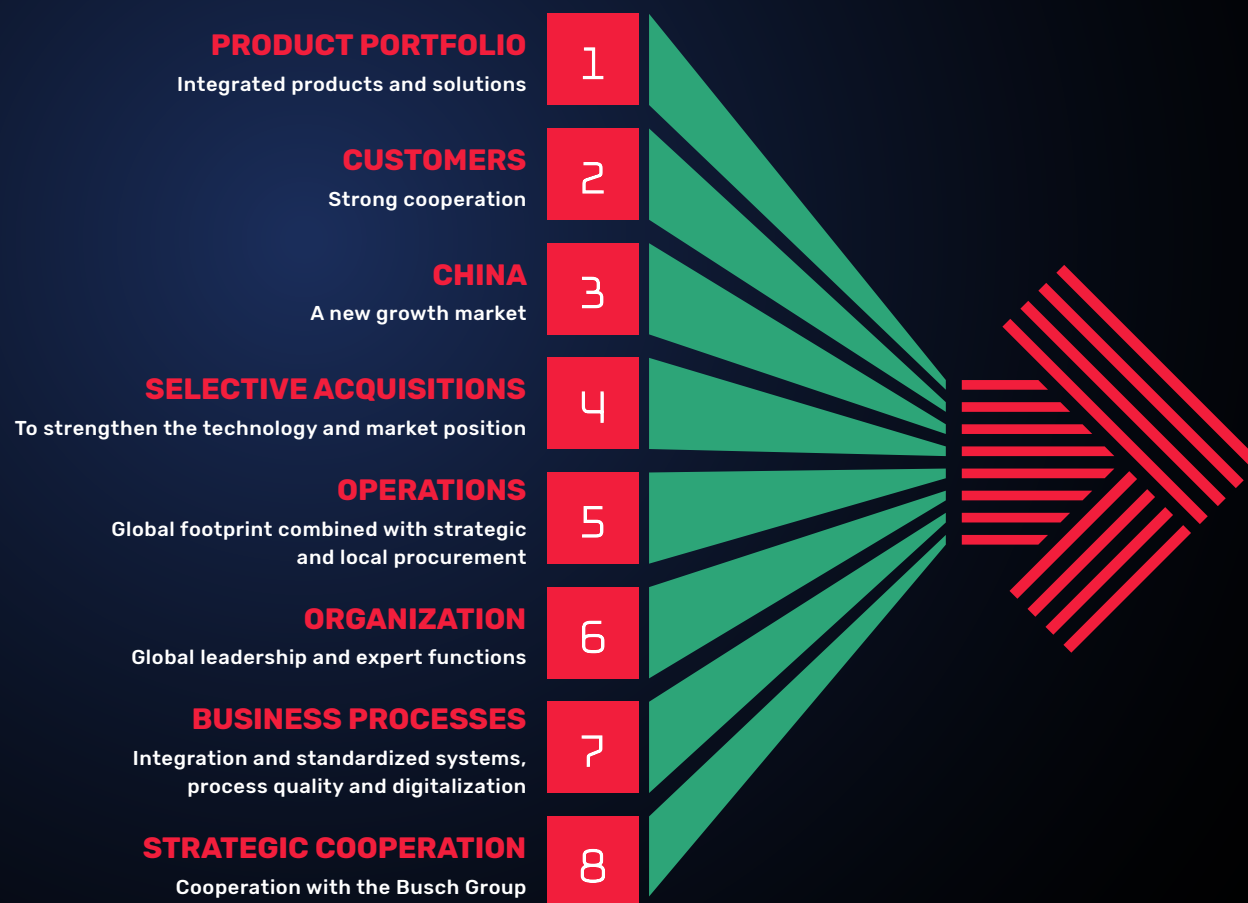 PRODUCT PORTFOLIO
Integrated products and solutions
1
CUSTOMERS
Strong cooperation
2
CHINA
A new growth market
3
SELECTIVE ACQUISITIONS
To strengthen the technology and market position
4
OPERATIONS
Global footprint combined with strategic
and local procurement
5
ORGANIZATION
Global leadership and expert functions
6
BUSINESS PROCESSES
Integration and standardized systems,
process quality and digitalization
7
STRATEGIC COOPERATION
Cooperation with the Busch Group
8